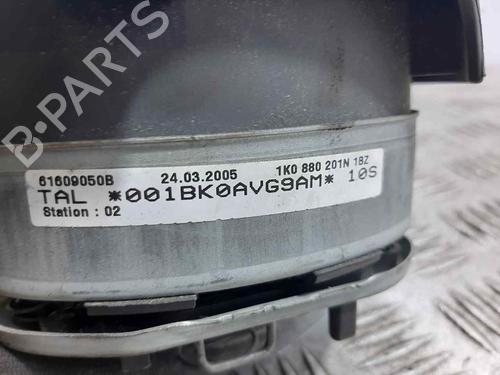 B-PARTS
61609050B 24.03.2005 1K0 880 201N 1BZ
TAL *001BK0AVG9AM* 10S
Station : 02